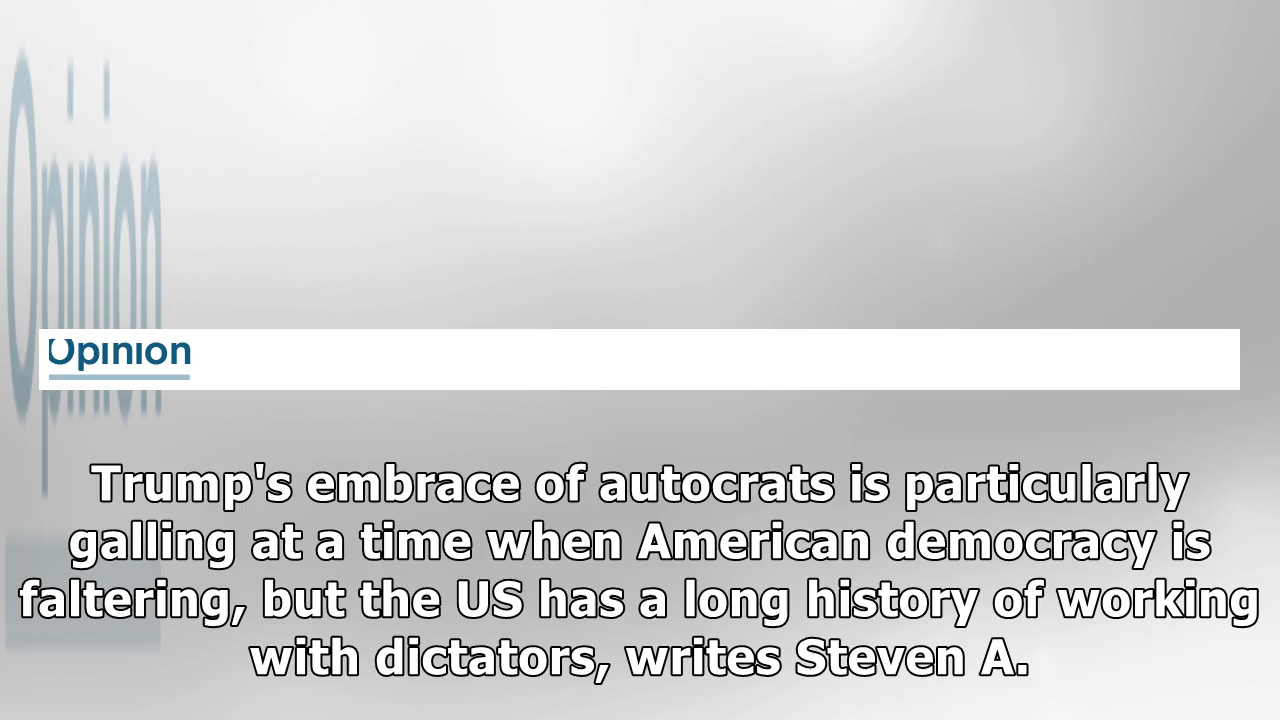 Opinion
Opinion
Trump's embrace of autocrats is particularly
galling at a time when American democracy is
faltering, but the US has a long history of working
with dictators, writes Steven A.